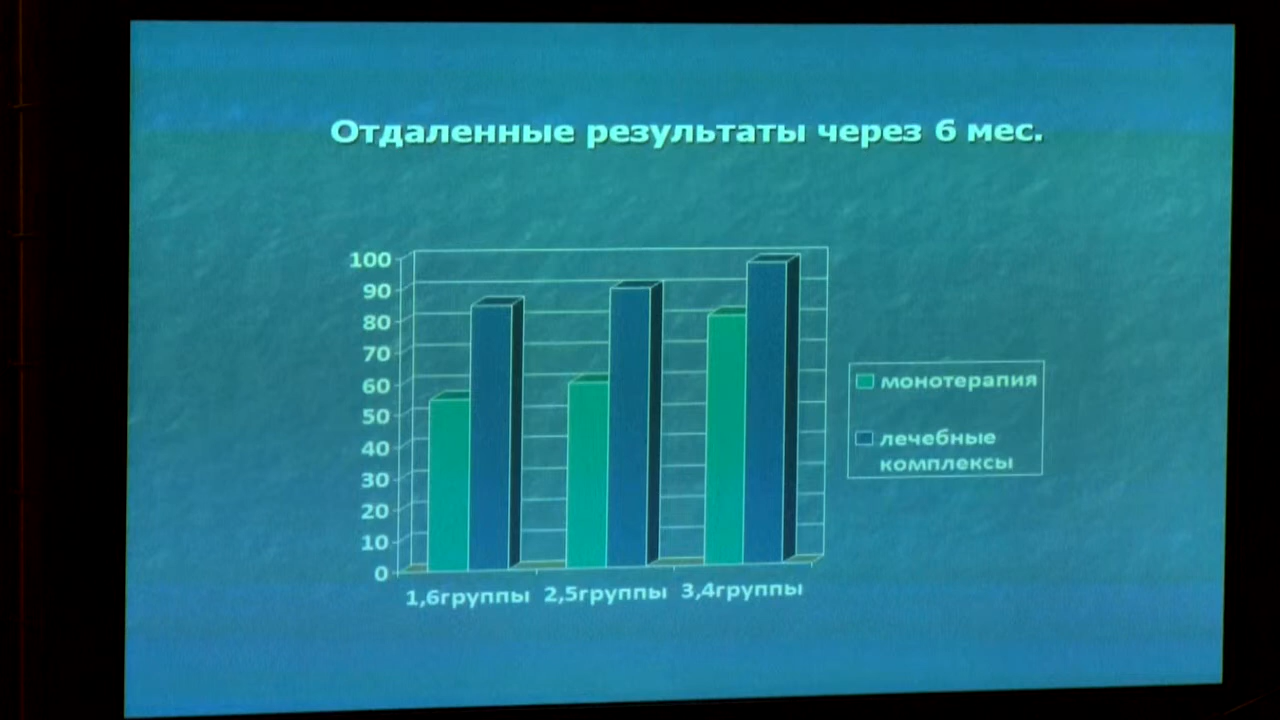 Отдаленные результаты через 6 мес.
100
90
80
70
60
50
40
30
20
10
0
1,6группы 2,5группы 3,4группы
монотерапия
лечебные
комплексы